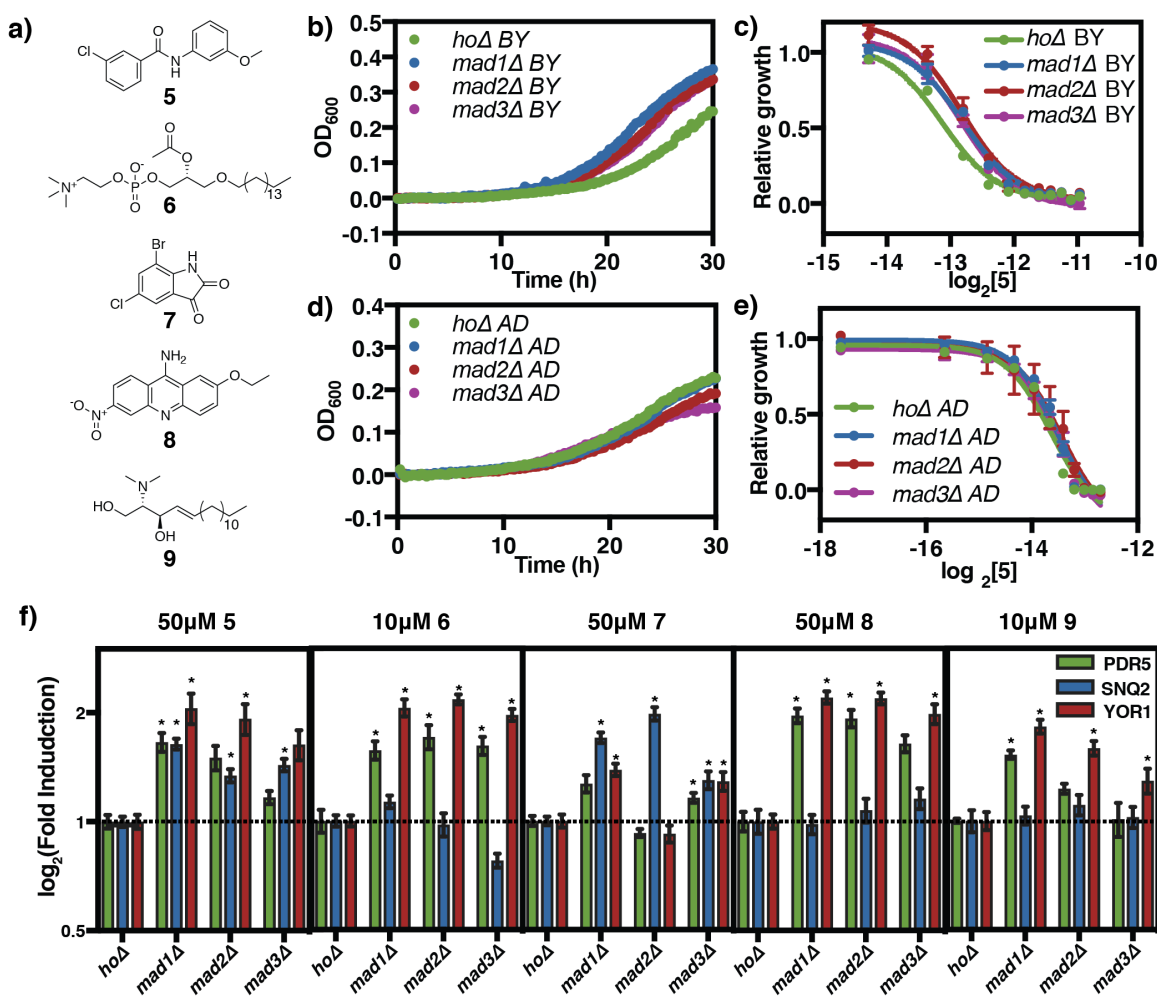 a)
Cl
O
N
H
O
5
O
O
O-
N+
O
P
O
O
O
13
6
Br
NH
O
Cl
O
7
NH2
O
-O
N+
O
N
8
N
HO
OH
10
9
b)
OD600
0.5
0.4
0.3
0.2
0.1
0.0
-0.1
hoΔ BY
mad1Δ BY
mad2Δ BY
mad3Δ BY
0 10 20 30
Time (h)
c)
Relative growth
1.0
0.5
0.0
hoΔ BY
mad1Δ BY
mad2Δ BY
mad3Δ BY
-15 -14 -13 -12 -11 -10
log2[5]
d)
OD600
0.4
0.3
0.2
0.1
0.0
-0.1
hoΔ AD
mad1Δ AD
mad2Δ AD
mad3Δ AD
0 10 20 30
Time (h)
e)
Relative growth
1.0
0.5
0.0
hoΔ AD
mad1Δ AD
mad2Δ AD
mad3Δ AD
-18 -16 -14 -12
log 2[5]
f)
50µM 5 10µM 6 50µM 7 50µM 8 10µM 9
log2(Fold Indudction)
2
1
0.5
* * * * *
* * * * *
* * * * * *
* * * * *
* * * *
PDR5
SNQ2
YOR1
hoΔ mad1Δ mad2Δ mad3Δ hoΔ mad1Δ mad2Δ mad3Δ hoΔ mad1Δ mad2Δ mad3Δ hoΔ mad1Δ mad2Δ mad3Δ hoΔ mad1Δ mad2Δ mad3Δ